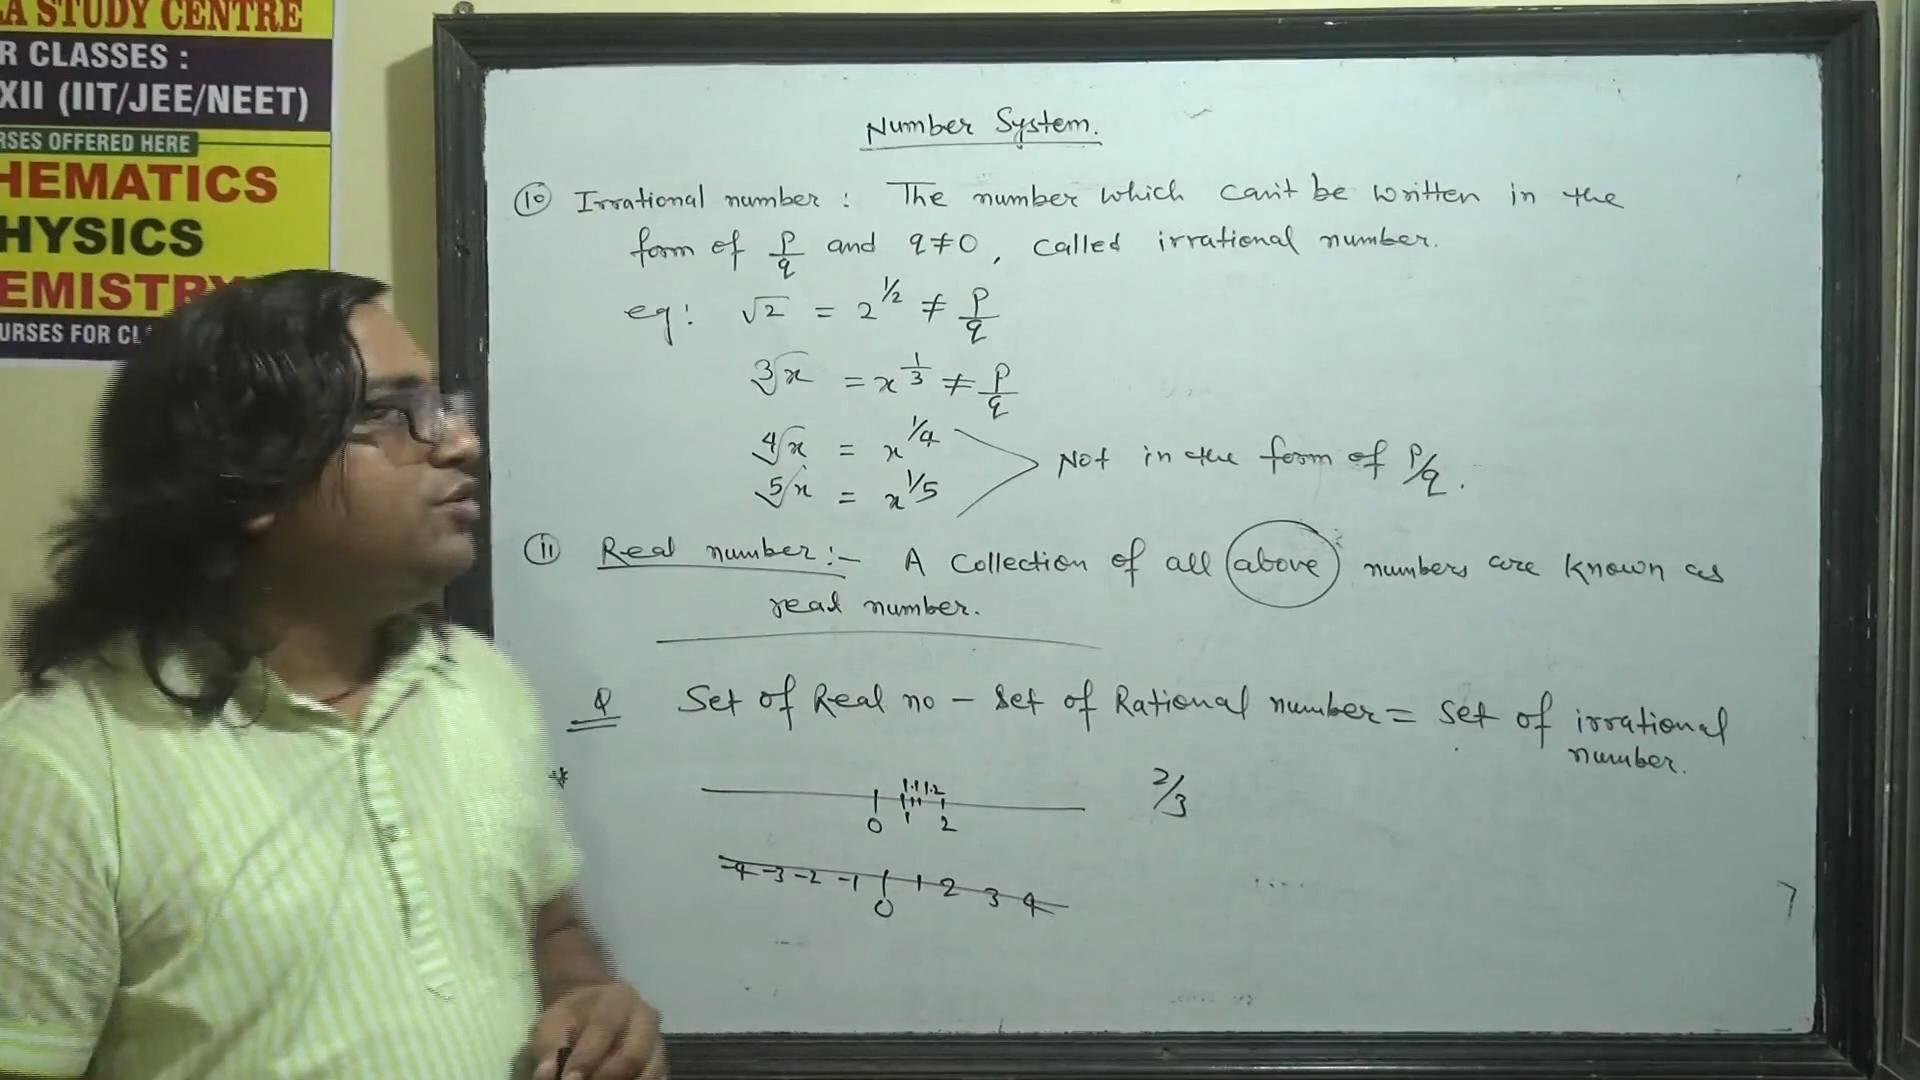 A STUDY CENTRE
R CLASSES :
XII (IIT/JEE/NEET)
RSES OFFERED HERE
HEMATICS
HYSICS
EMISTRY
URSES FOR CL
Number System.
(10) Irrational number : The number which can't be written in the
form of p/q and q≠0, called irrational number.
eg: √2 = 2^1/2 ≠ p/q
∛x = x^1/3 ≠ p/q
∜x = x^1/4
⁵√x = x^1/5
Not in the form of P/q.
(11) Real number:- A Collection of all above numbers are known as
real number.
Q Set of Real no - Set of Rational number = Set of irrational
number.
*
1.1 1.2
0 1 2
2/3
-4 -3 -2 -1 1 2 3 4
0